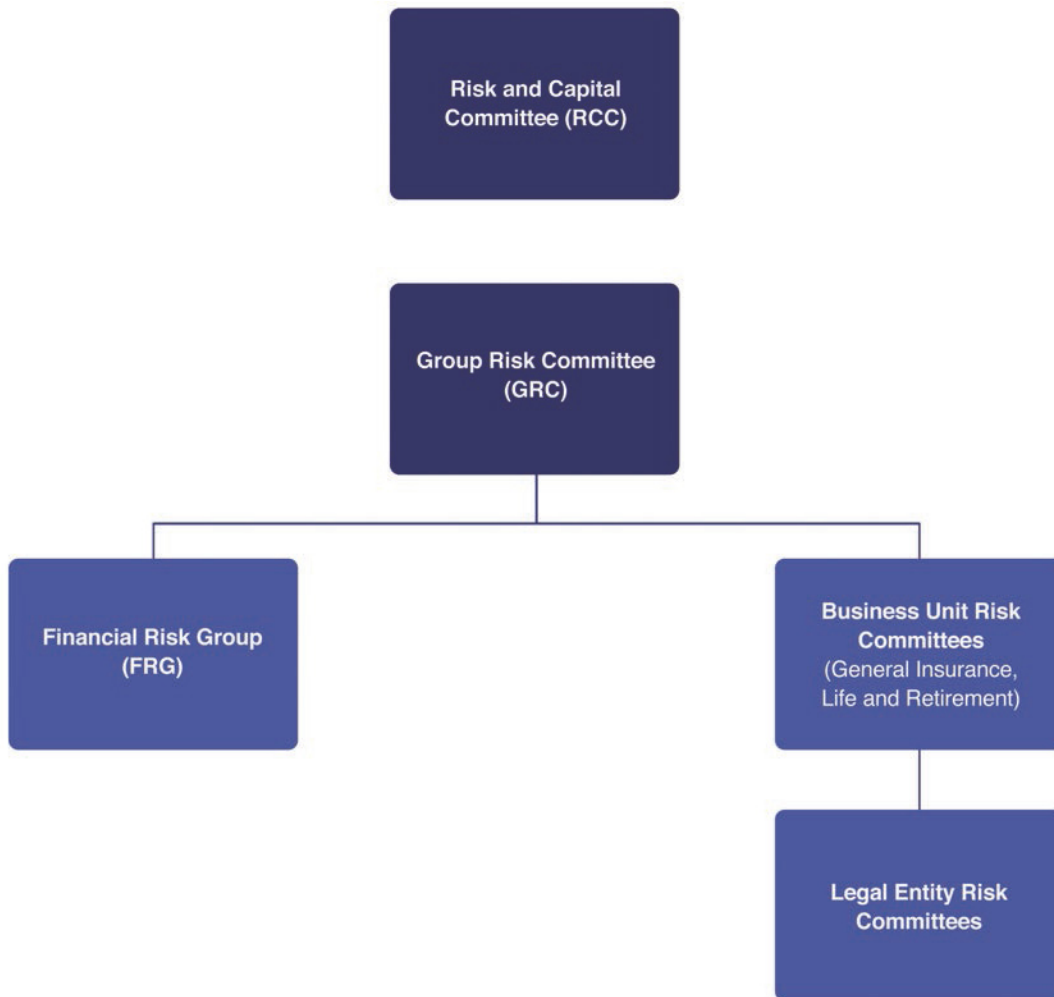 Risk and Capital
Committee (RCC)
Group Risk Committee
(GRC)
Financial Risk Group
(FRG)
Business Unit Risk
Committees
(General Insurance,
Life and Retirement)
Legal Entity Risk
Committees